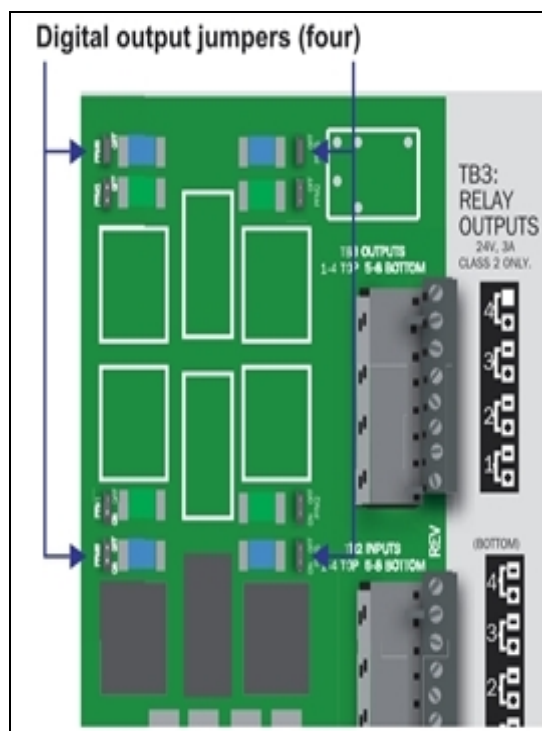 Digital output jumpers (four)
TB3:
RELAY
OUTPUTS
24V, 3A
CLASS 2 ONLY.
TB3 OUTPUTS
1-4 TOP 5-8 BOTTOM
4
3
2
1
TB2 INPUTS
1-4 TOP 5-8 BOTTOM
REV
(BOTTOM)
4
3
2